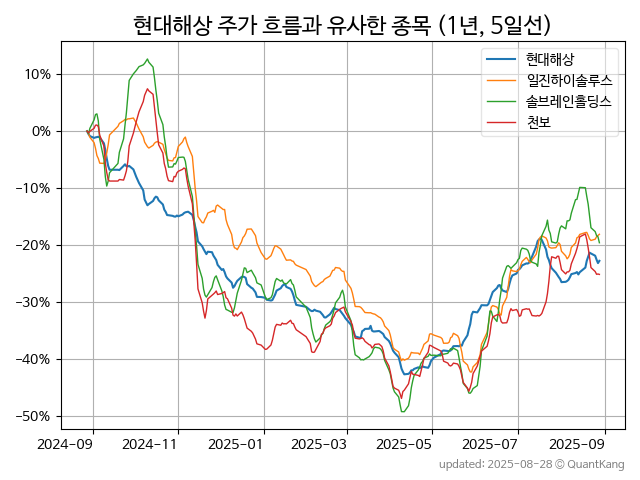 현대해상 주가 흐름과 유사한 종목 (1년, 5일선)
현대해상
일진하이솔루스
솔브레인홀딩스
천보
10%
0%
−10%
−20%
−30%
−40%
−50%
2024-09 2024-11 2025-01 2025-03 2025-05 2025-07 2025-09
updated: 2025-08-28 © QuantKang